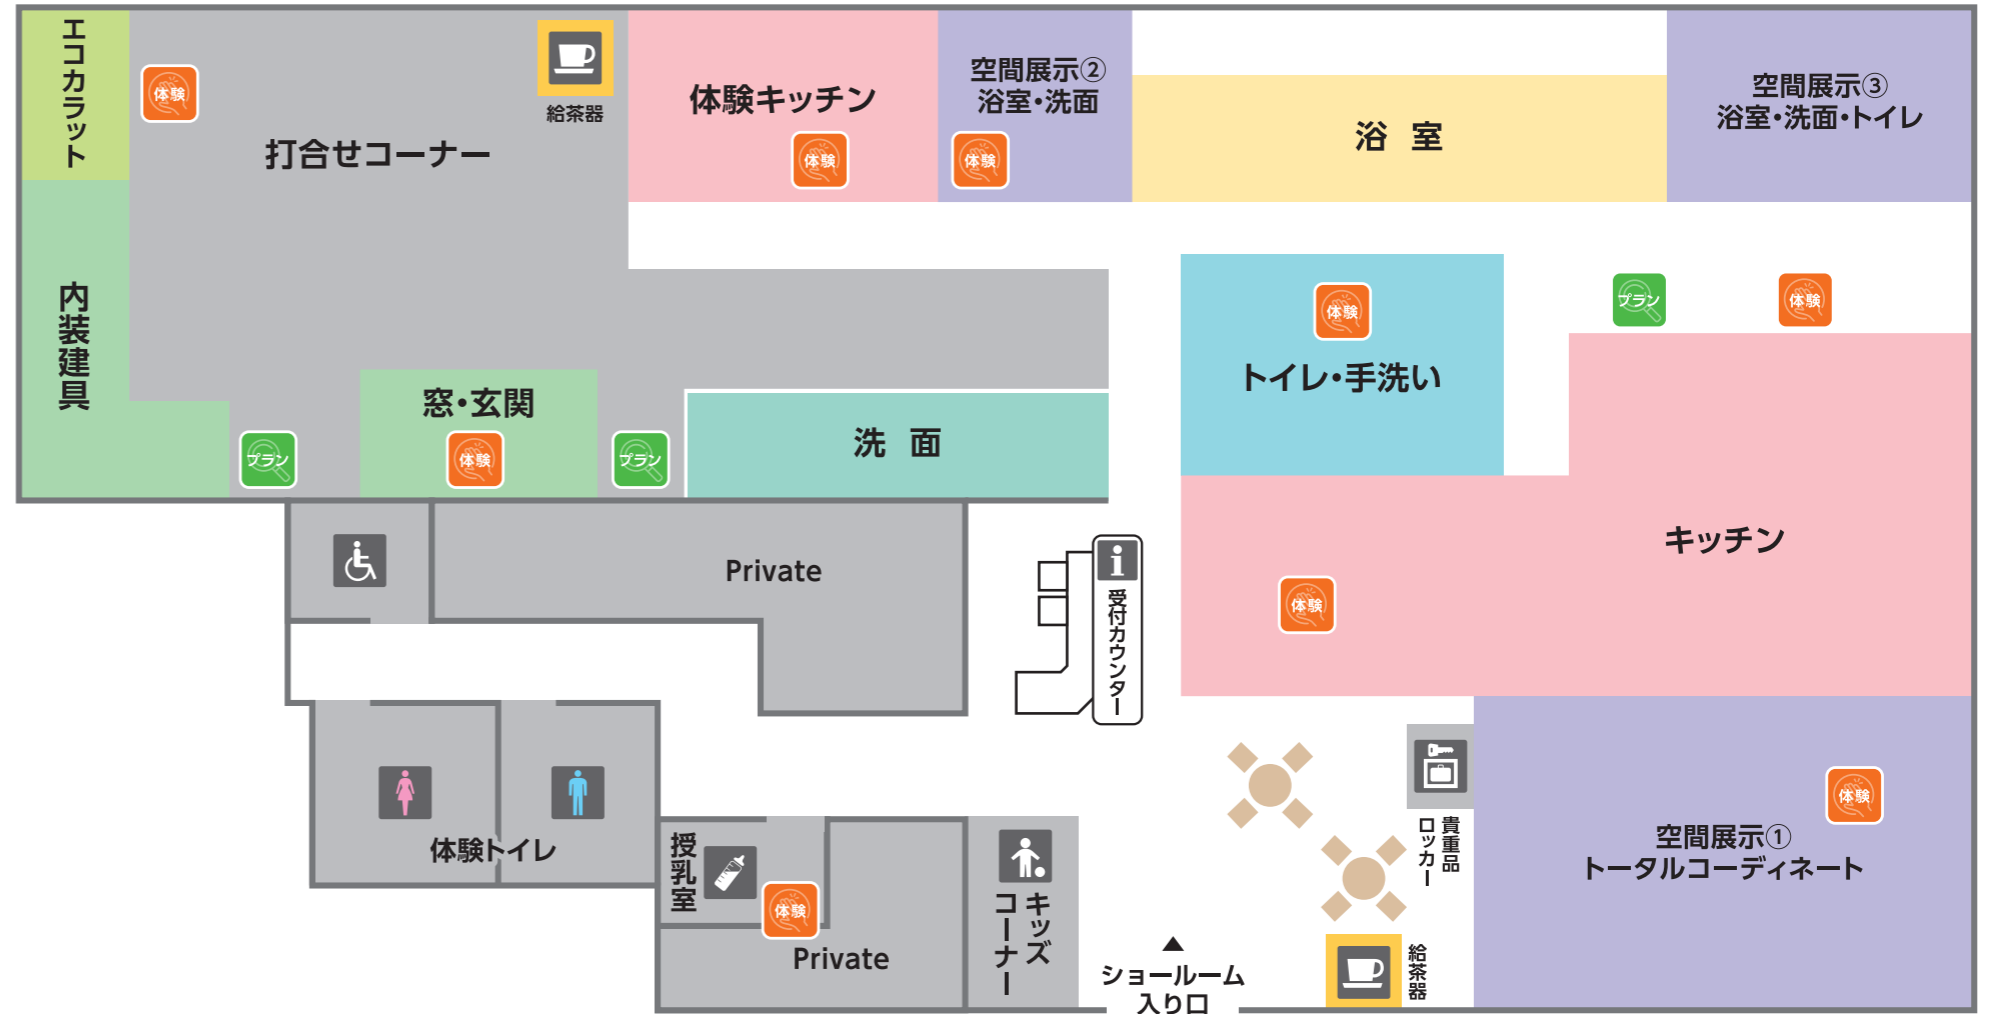 エコカラット
体験
打合せコーナー
給茶器
体験キッチン
体験
空間展示②
浴室・洗面
体験
浴 室
空間展示③
浴室・洗面・トイレ
内装建具
プラン
窓・玄関
体験
プラン
洗 面
体験
トイレ・手洗い
プラン
体験
キッチン
体験
Private
i
受付カウンター
体験トイレ
授乳室
体験
Private
キッズ
コーナー
ショールーム
入り口
貴重品
ロッカー
給茶器
体験
空間展示①
トータルコーディネート